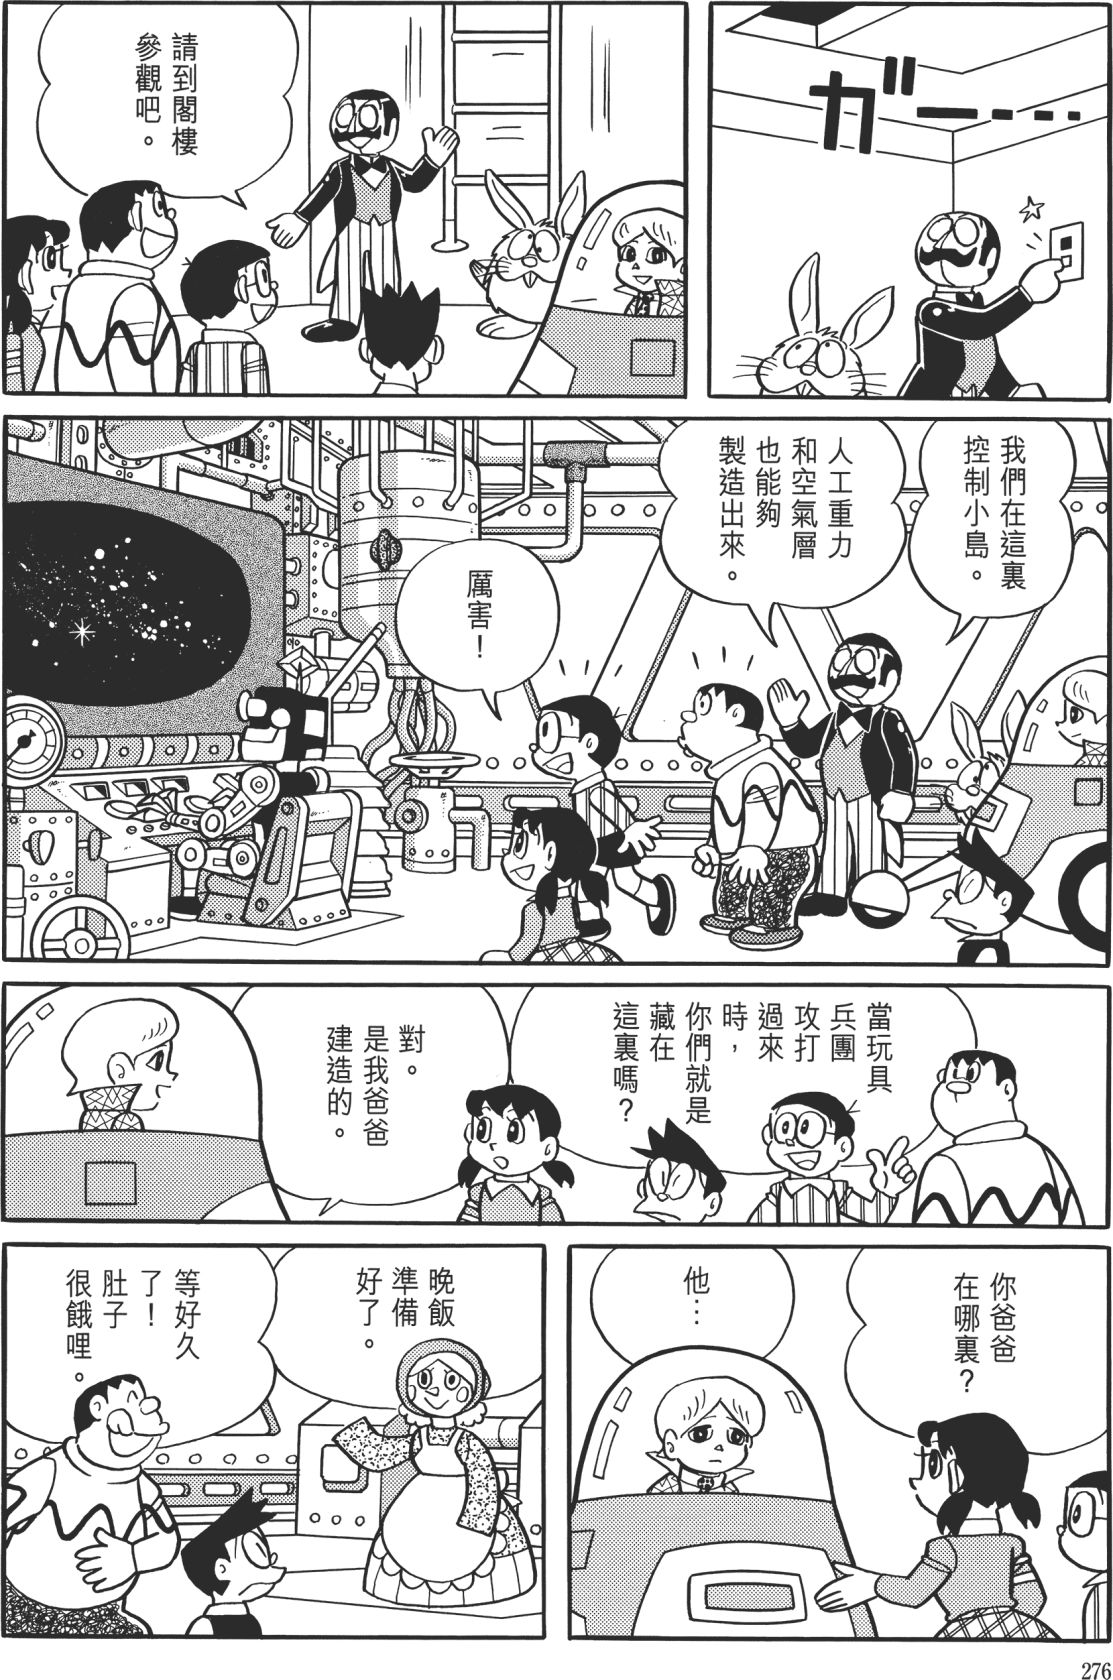 ガー‥‥
請到閣樓
參觀吧。
我們在這裏
控制小島。
人工重力
和空氣層
也能夠
製造出來。
厲害！
當玩具
兵團
攻打
過來
時，
你們就是
藏在
這裏嗎？
對。
是我爸爸
建造的。
你爸爸
在哪裏？
他…
晚飯
準備
好了。
等好久
了！
肚子
很餓哩。
276